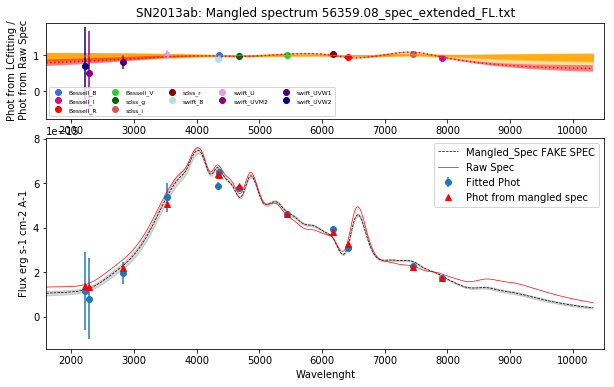 SN2013ab: Mangled spectrum 56359.08_spec_extended_FL.txt
Phot from LCfitting /
Phot from Raw Spec
1
0
Bessell_B Bessell_V sdss_r swift_U swift_UVW1
Bessell_I sdss_g swift_B swift_UVM2 swift_UVW2
Bessell_R sdss_i
2000 3000 4000 5000 6000 7000 8000 9000 10000
1e−15
Flux erg s-1 cm-2 A-1
8
6
4
2
0
Mangled_Spec FAKE SPEC
Raw Spec
Fitted Phot
Phot from mangled spec
2000 3000 4000 5000 6000 7000 8000 9000 10000
Wavelenght